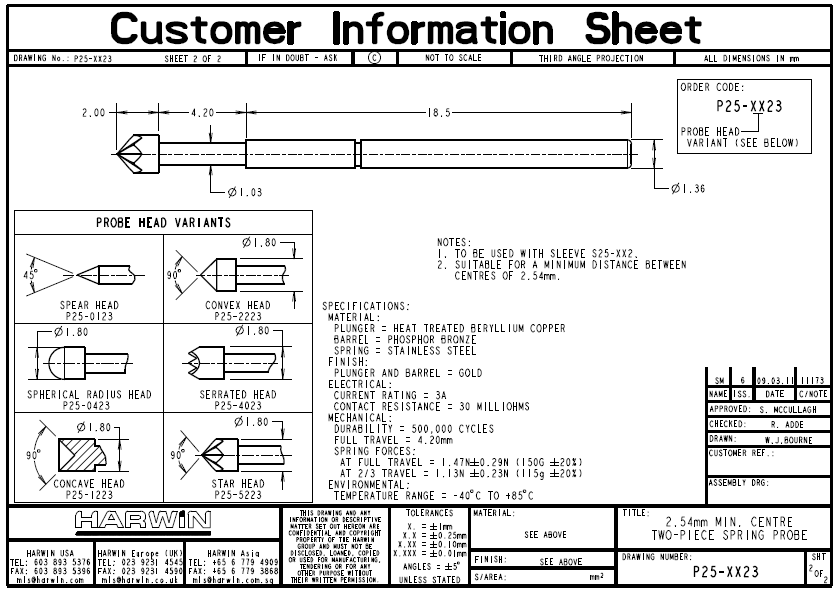 Customer Information Sheet
DRAWING No.: P25-XX23
SHEET 2 OF 2
IF IN DOUBT - ASK
C
NOT TO SCALE
THIRD ANGLE PROJECTION
ALL DIMENSIONS IN mm
ORDER CODE:
P25-XX23
PROBE HEAD
VARIANT (SEE BELOW)
2.00
4.20
18.5
Ø1.03
Ø1.36
PROBE HEAD VARIANTS
45°
SPEAR HEAD
P25-0123
Ø1.80
90°
CONVEX HEAD
P25-2223
Ø1.80
SPHERICAL RADIUS HEAD
P25-0423
Ø1.80
SERRATED HEAD
P25-4023
Ø1.80
90°
CONCAVE HEAD
P25-1223
Ø1.80
90°
STAR HEAD
P25-5223
NOTES:
1. TO BE USED WITH SLEEVE S25-XX2.
2. SUITABLE FOR A MINIMUM DISTANCE BETWEEN
CENTRES OF 2.54mm.
SPECIFICATIONS:
MATERIAL:
PLUNGER = HEAT TREATED BERYLLIUM COPPER
BARREL = PHOSPHOR BRONZE
SPRING = STAINLESS STEEL
FINISH:
PLUNGER AND BARREL = GOLD
ELECTRICAL:
CURRENT RATING = 3A
CONTACT RESISTANCE = 30 MILLIOHMS
MECHANICAL:
DURABILITY = 500,000 CYCLES
FULL TRAVEL = 4.20mm
SPRING FORCES:
AT FULL TRAVEL = 1.47N±0.29N (150G ±20%)
AT 2/3 TRAVEL = 1.13N ±0.23N (115g ±20%)
ENVIRONMENTAL:
TEMPERATURE RANGE = -40°C TO +85°C
SM 6 09.03.11 11173
NAME ISS. DATE C/NOTE
APPROVED: S. MCCULLAGH
CHECKED: R. ADDE
DRAWN: W.J.BOURNE
CUSTOMER REF.:
ASSEMBLY DRG:
HARWIN
HARWIN USA
TEL: 603 893 5376
FAX: 603 893 5396
mls@harwin.com
HARWIN Europe (UK)
TEL: 023 9231 4545
FAX: 023 9231 4590
mls@harwin.co.uk
HARWIN Asia
TEL: +65 6 779 4909
FAX: +65 6 779 3868
mls@harwin.com.sg
THIS DRAWING AND ANY
INFORMATION OR DESCRIPTIVE
MATTER SET OUT HEREON ARE
CONFIDENTIAL AND COPYRIGHT
PROPERTY OF THE HARWIN
GROUP AND MUST NOT BE
DISCLOSED, LOANED, COPIED
OR USED FOR MANUFACTURING,
TENDERING OR FOR ANY
OTHER PURPOSE WITHOUT
THEIR WRITTEN PERMISSION.
TOLERANCES
X. = ±1mm
X.X = ±0.25mm
X.XX = ±0.10mm
X.XXX = ±0.01mm
ANGLES = ±5°
UNLESS STATED
MATERIAL:
SEE ABOVE
FINISH: SEE ABOVE
S/AREA: mm²
TITLE:
2.54mm MIN. CENTRE
TWO-PIECE SPRING PROBE
DRAWING NUMBER:
P25-XX23
SHT
2 OF 2